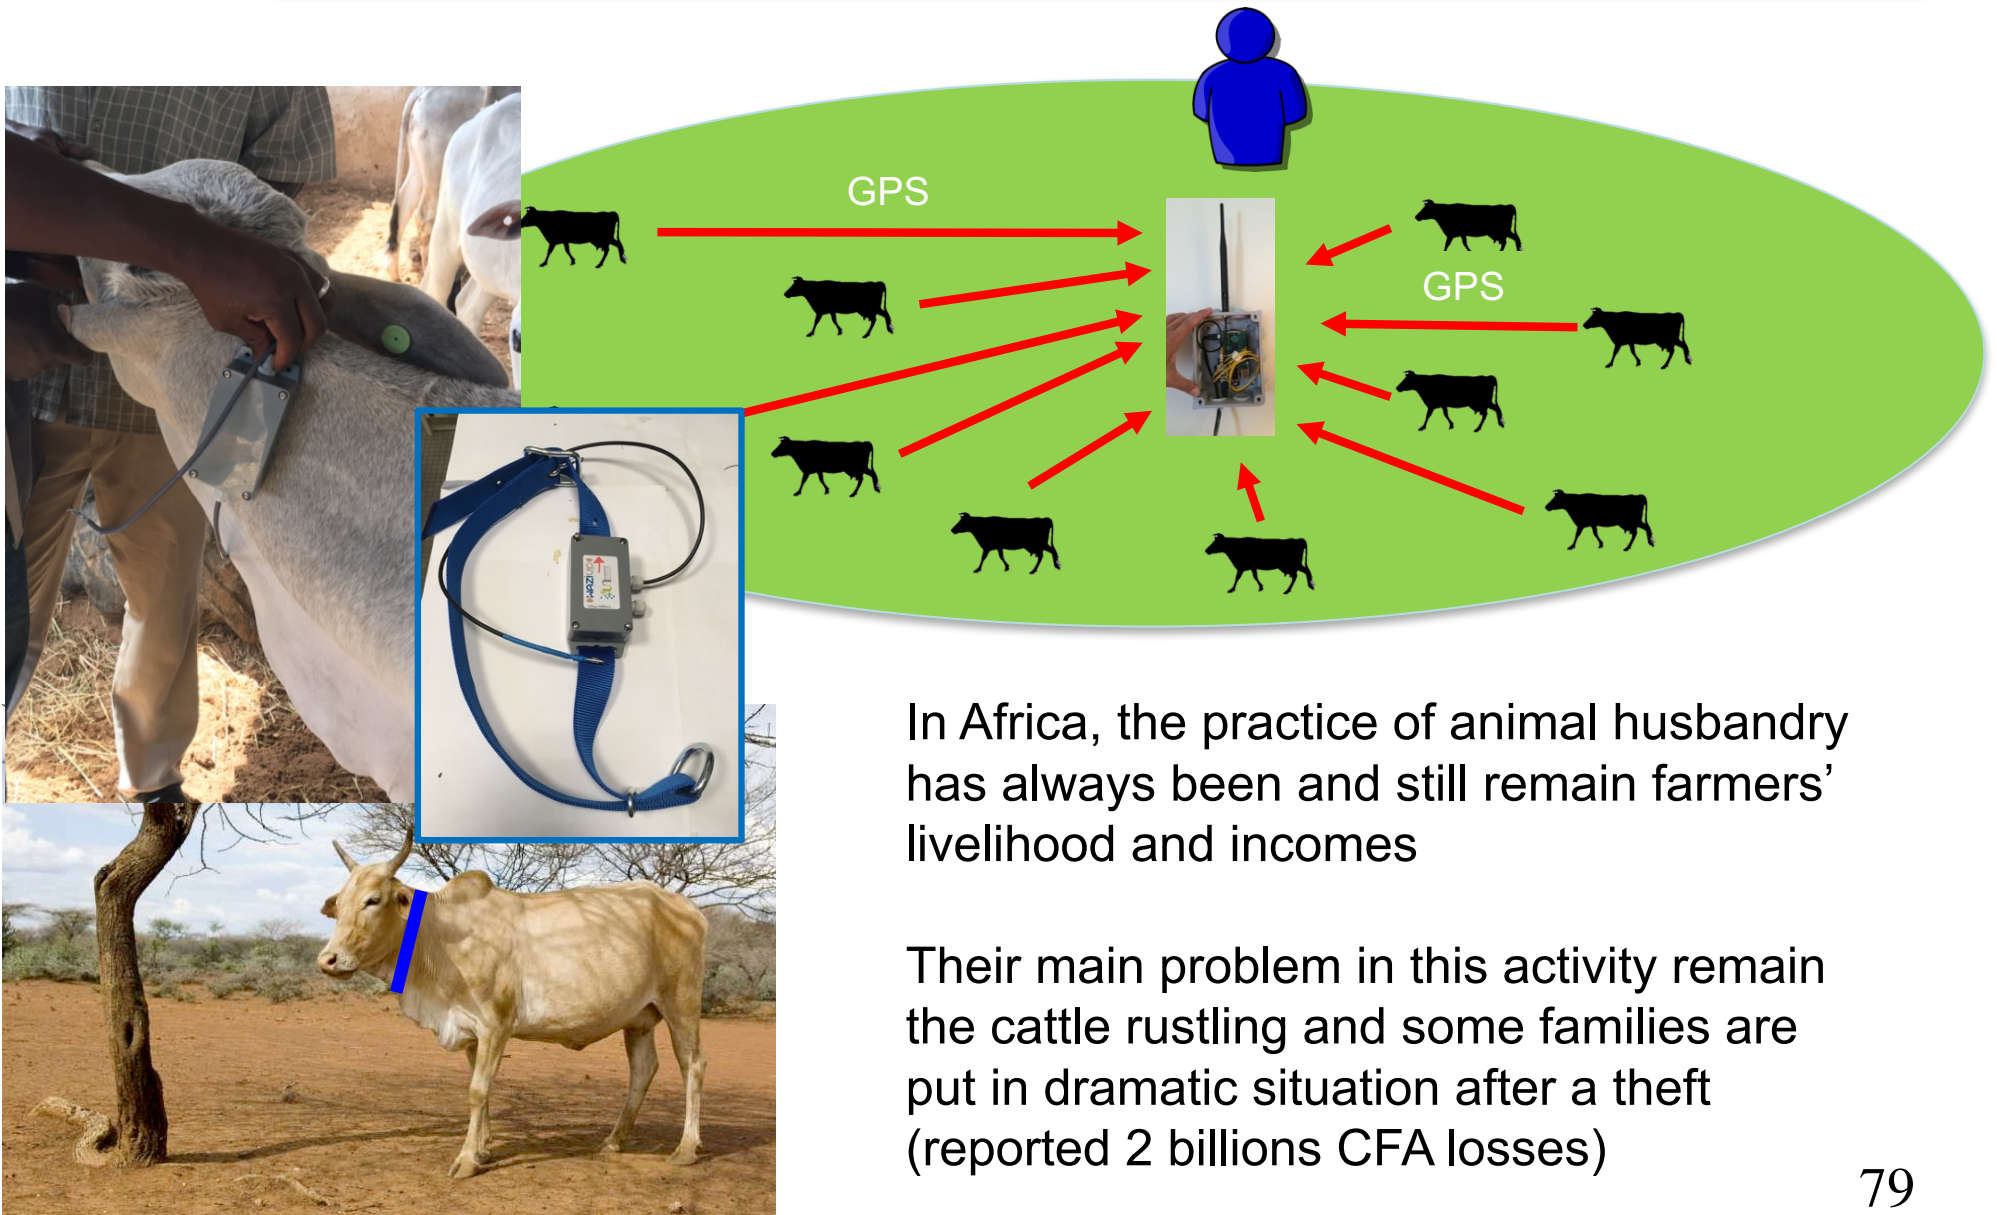 GPS
GPS
WAZIUP
In Africa, the practice of animal husbandry
has always been and still remain farmers’
livelihood and incomes
Their main problem in this activity remain
the cattle rustling and some families are
put in dramatic situation after a theft
(reported 2 billions CFA losses)
79